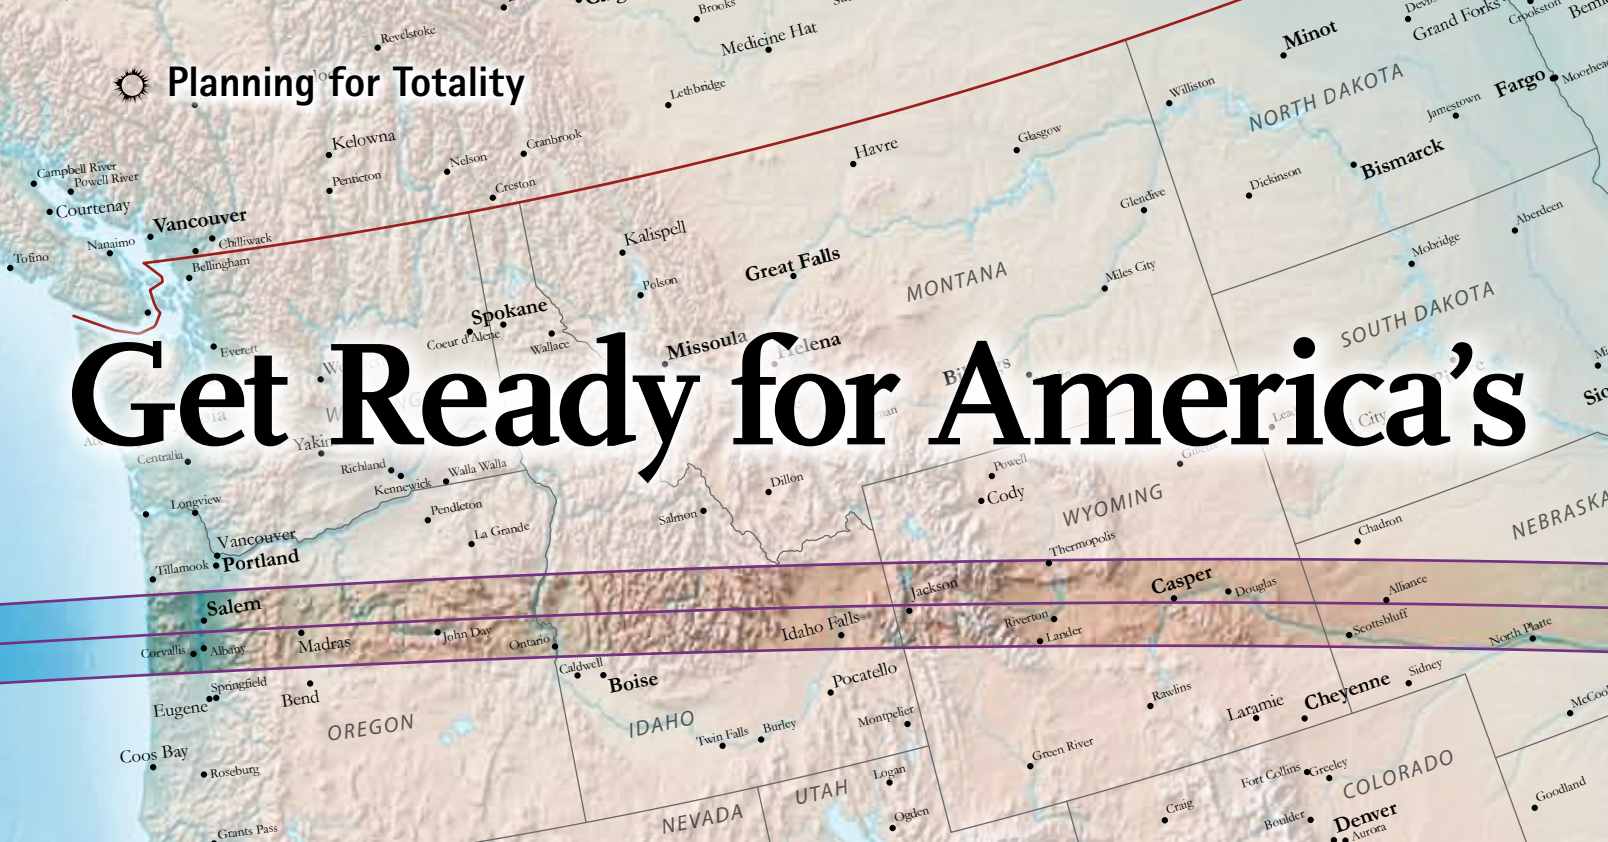 Brooks
Revelstoke
Medicine Hat
Minot
Grand Forks
Crookston
Planning for Totality
Lethbridge
Williston
NORTH DAKOTA
Fargo
Moorhead
Jamestown
Kelowna
Cranbrook
Nelson
Havre
Glasgow
Bismarck
Campbell River
Powell River
Penticton
Creston
Dickinson
Courtenay
Glendive
Vancouver
Aberdeen
Nanaimo
Chilliwack
Kalispell
Mobridge
Tofino
Bellingham
Great Falls
Polson
MONTANA
Miles City
Spokane
SOUTH DAKOTA
Coeur d'Alene
Wallace
Everett
Missoula
Helena
Get Ready for America's
Centralia
Richland
Walla Walla
Kennewick
Powell
Cody
Dillon
WYOMING
Longview
Pendleton
Salmon
La Grande
Chadron
NEBRASKA
Vancouver
Portland
Tillamook
Thermopolis
Jackson
Casper
Douglas
Alliance
Salem
Idaho Falls
Riverton
Lander
Scottsbluff
North Platte
Corvallis
Albany
Madras
John Day
Ontario
Caldwell
Boise
Pocatello
Sidney
Springfield
Eugene
Bend
Rawlins
Laramie
Cheyenne
OREGON
IDAHO
Montpelier
Twin Falls
Burley
Coos Bay
Roseburg
Green River
Fort Collins
Greeley
COLORADO
Logan
UTAH
Goodland
NEVADA
Ogden
Craig
Boulder
Denver
Aurora
Grants Pass